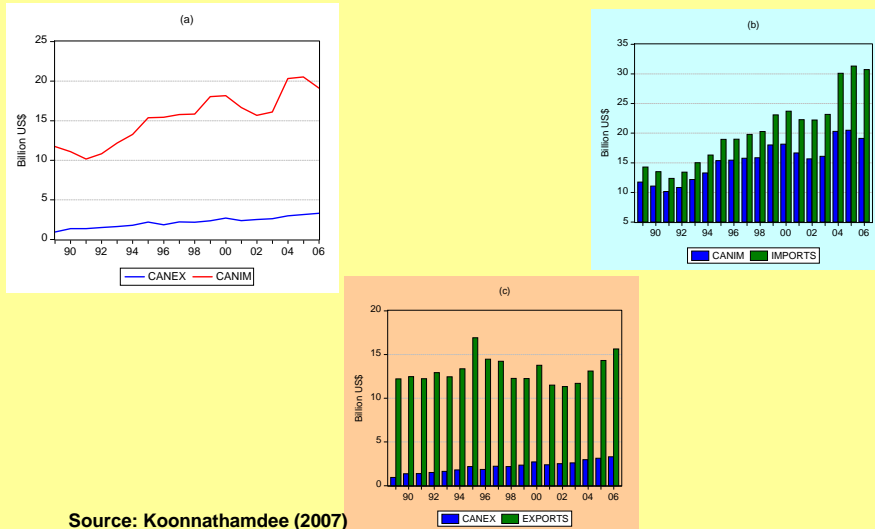 (a)
25
20
15
10
5
0
Billion US$
90 92 94 96 98 00 02 04 06
CANEX CANIM
(b)
35
30
25
20
15
10
5
Billion US$
90 92 94 96 98 00 02 04 06
CANIM IMPORTS
(c)
20
15
10
5
0
Billion US$
90 92 94 96 98 00 02 04 06
CANEX EXPORTS
Source: Koonnathamdee (2007)